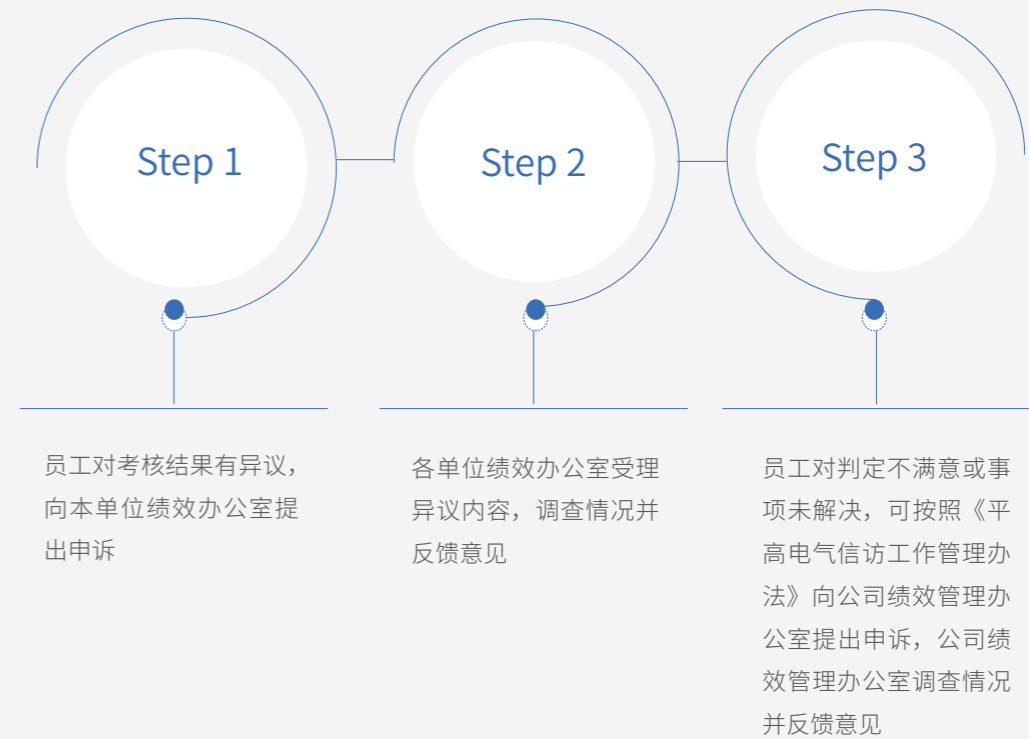 Step 1
Step 2
Step 3
员工对考核结果有异议，
向本单位绩效办公室提
出申诉
各单位绩效办公室受理
异议内容，调查情况并
反馈意见
员工对判定不满意或事
项未解决，可按照《平
高电气信访工作管理办
法》向公司绩效管理办
公室提出申诉，公司绩
效管理办公室调查情况
并反馈意见